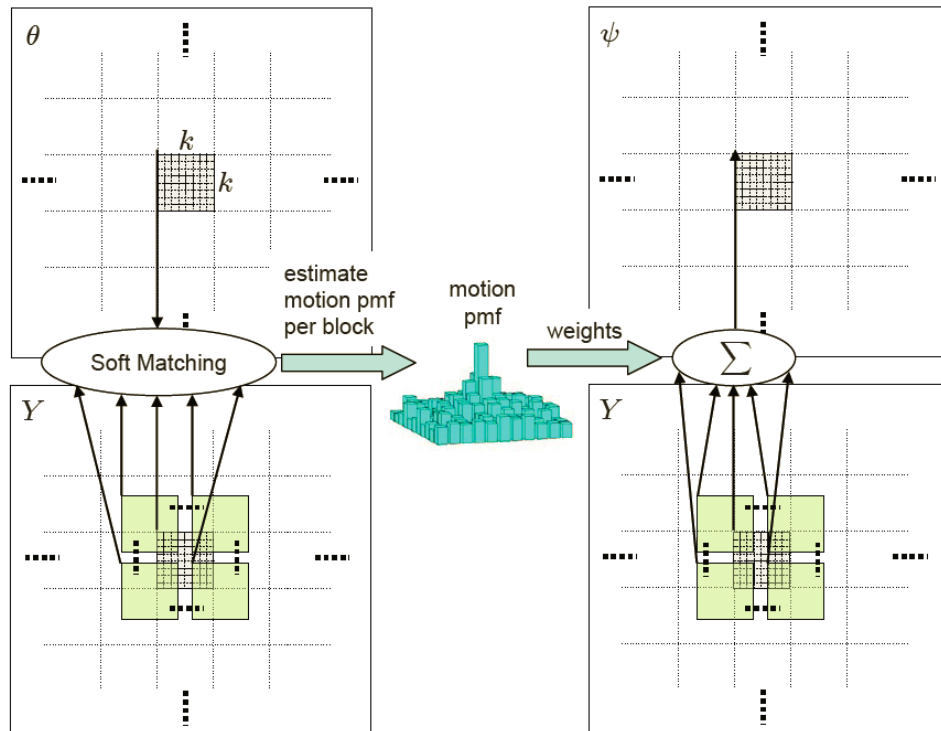 θ
k
k
Soft Matching
Y
estimate
motion pmf
per block
motion
pmf
weights
ψ
Σ
Y